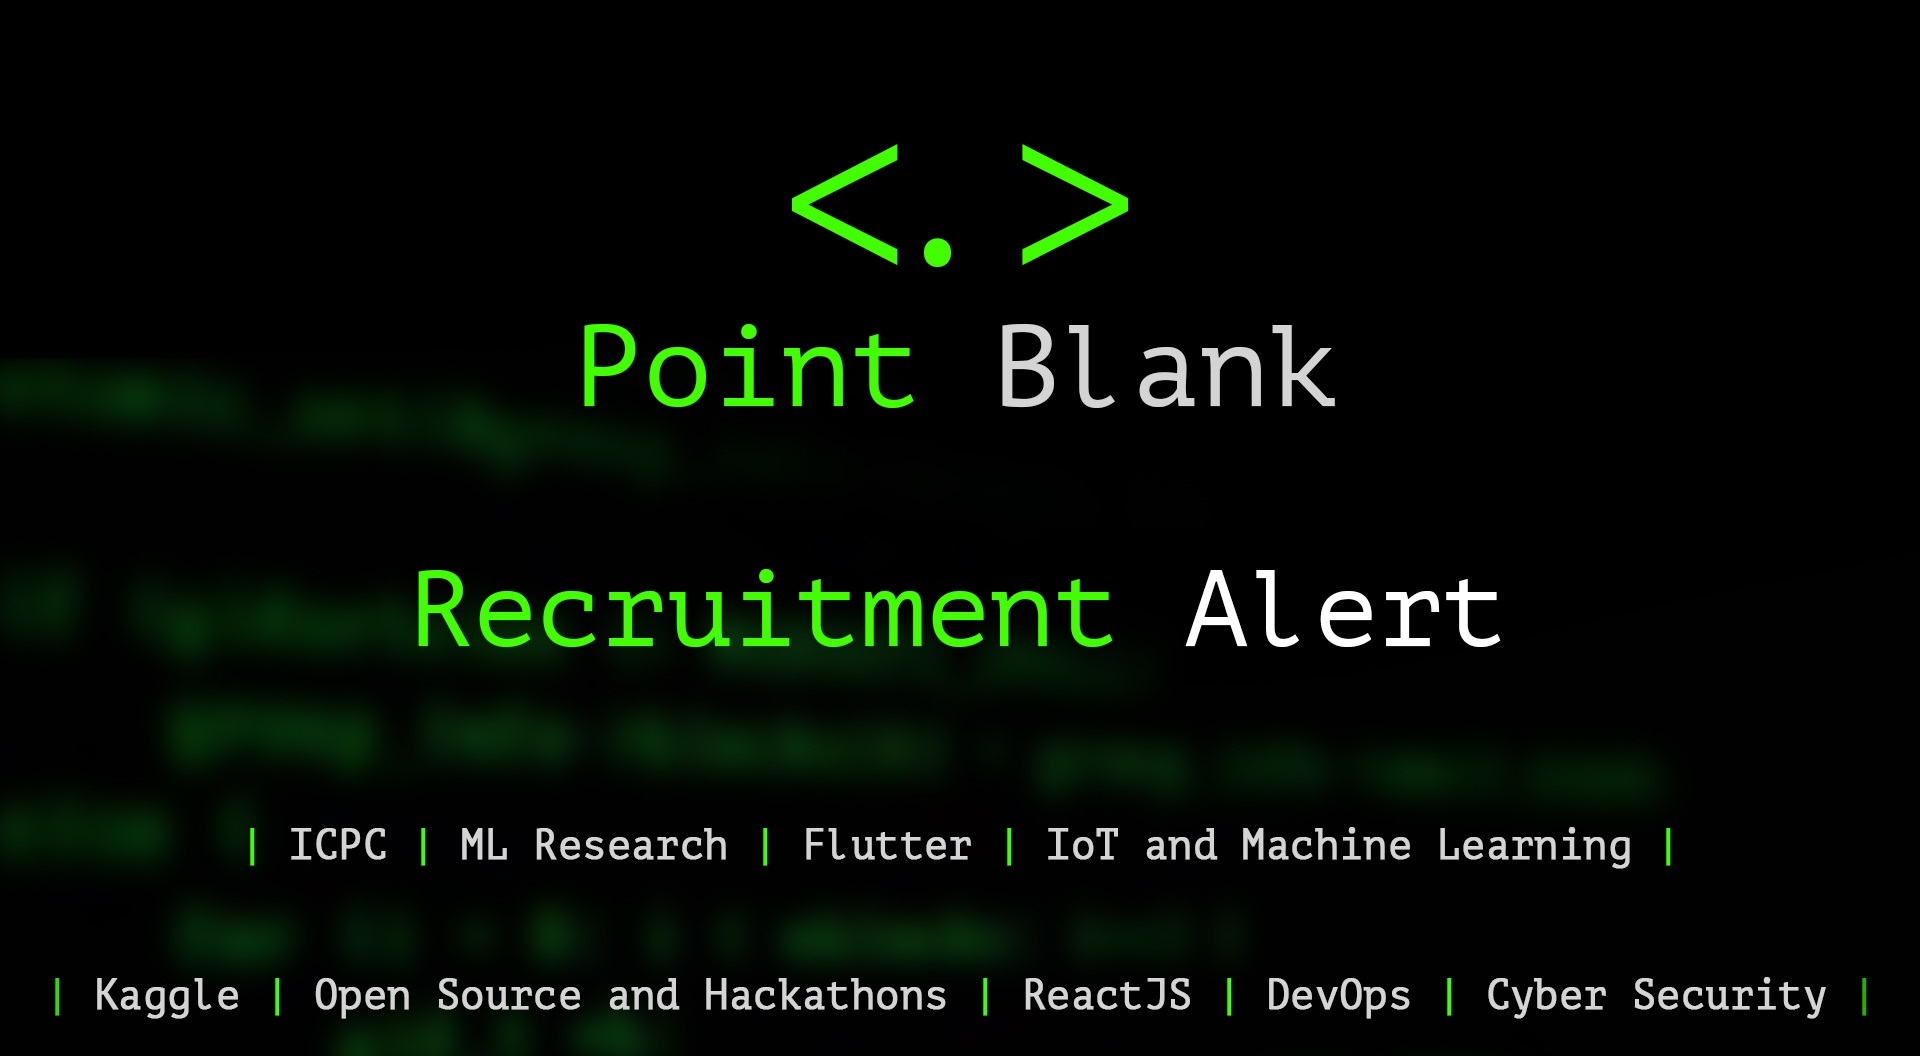 <. >
Point Blank
Recruitment Alert
| ICPC | ML Research | Flutter | IoT and Machine Learning |
| Kaggle | Open Source and Hackathons | ReactJS | DevOps | Cyber Security |